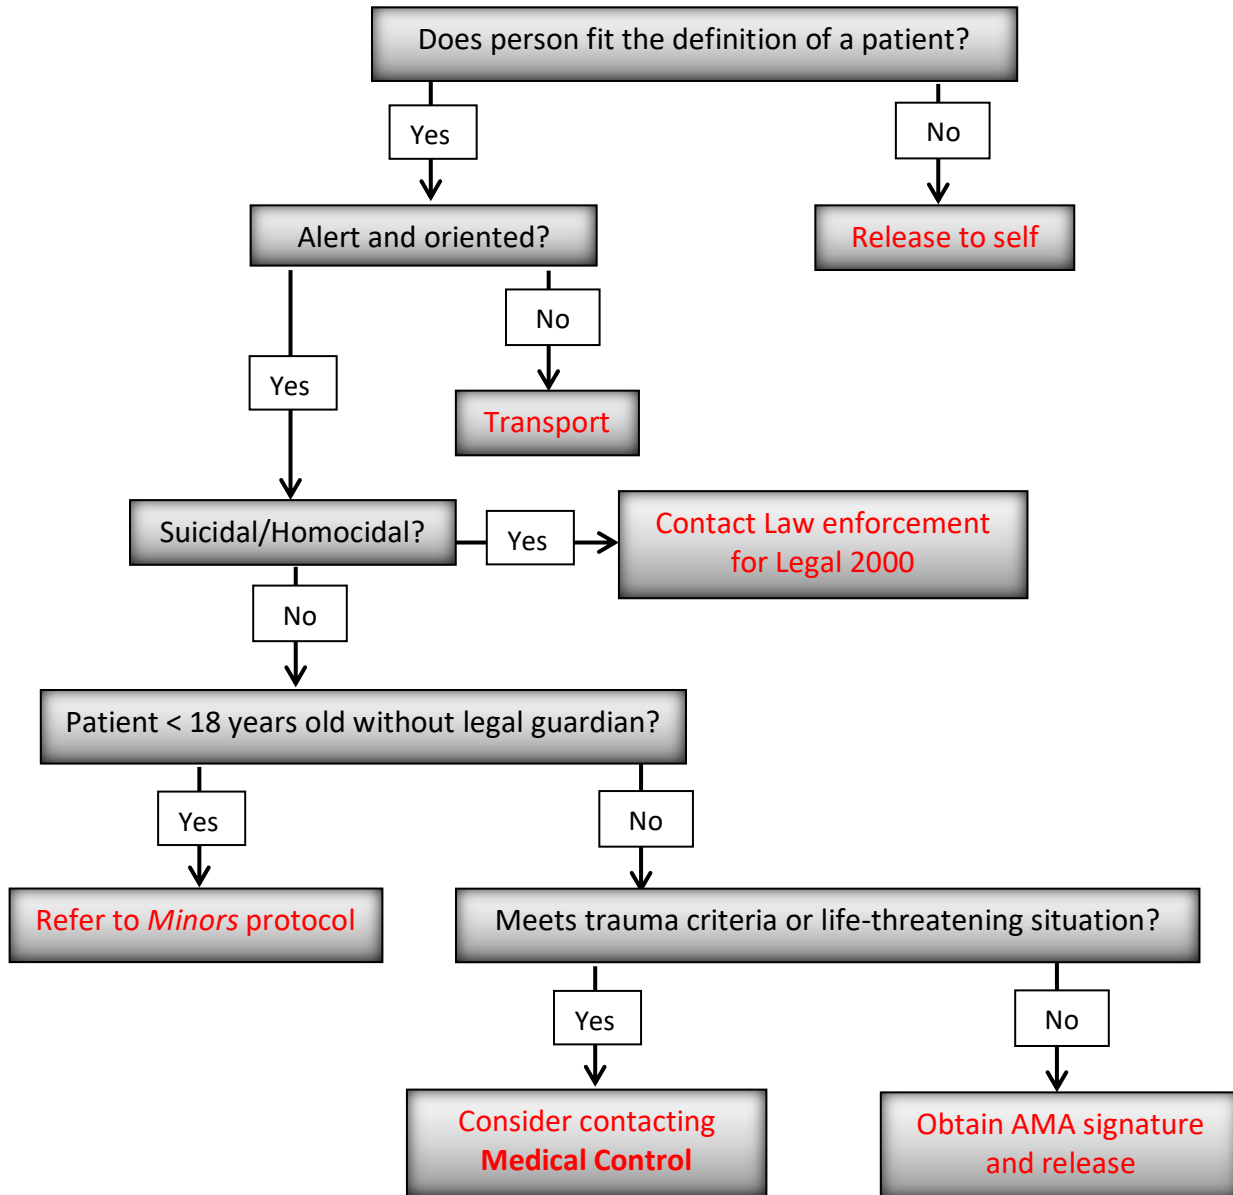 Does person fit the definition of a patient?
Yes
No
Alert and oriented?
Release to self
No
Yes
Transport
Suicidal/Homocidal?
Yes
Contact Law enforcement
for Legal 2000
No
Patient < 18 years old without legal guardian?
Yes
No
Refer to Minors protocol
Meets trauma criteria or life-threatening situation?
Yes
No
Consider contacting
Medical Control
Obtain AMA signature
and release